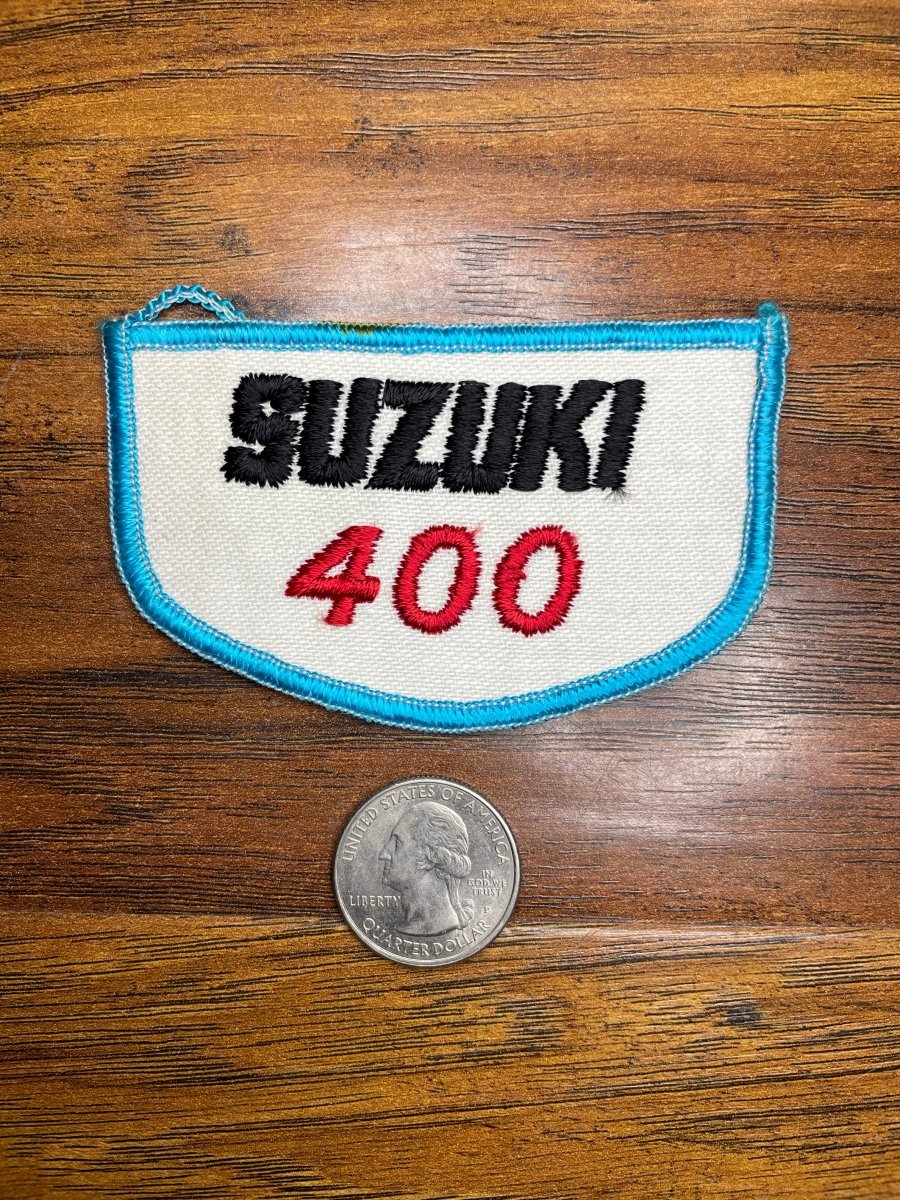 SUZUKI
400
UNITED STATES OF AMERICA
IN
GOD WE
TRUST
LIBERTY
P
QUARTER DOLLAR